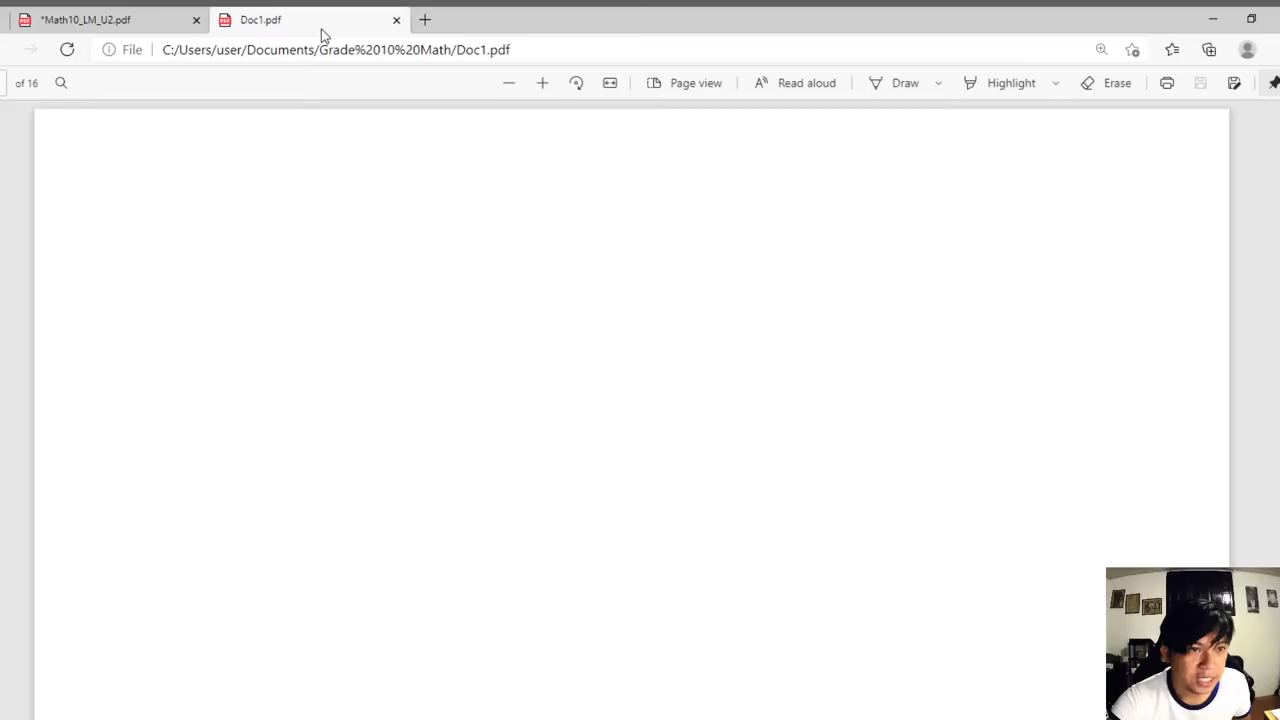 *Math10_LM_U2.pdf
Doc1.pdf
File
C:/Users/user/Documents/Grade%2010%20Math/Doc1.pdf
of 16
Page view
Read aloud
Draw
Highlight
Erase